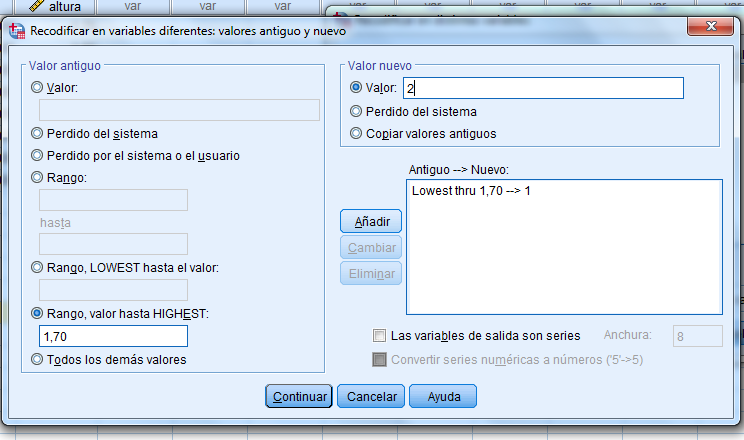 altura var var var var var var
Recodificar en variables diferentes: valores antiguo y nuevo
Valor antiguo
Valor:
Perdido del sistema
Perdido por el sistema o el usuario
Rango:
hasta
Rango, LOWEST hasta el valor:
Rango, valor hasta HIGHEST:
1,70
Todos los demás valores
Valor nuevo
Valor: 2
Perdido del sistema
Copiar valores antiguos
Antiguo --> Nuevo:
Lowest thru 1,70 --> 1
Añadir
Cambiar
Eliminar
Las variables de salida son series Anchura: 8
Convertir series numéricas a números ('5'->5)
Continuar Cancelar Ayuda